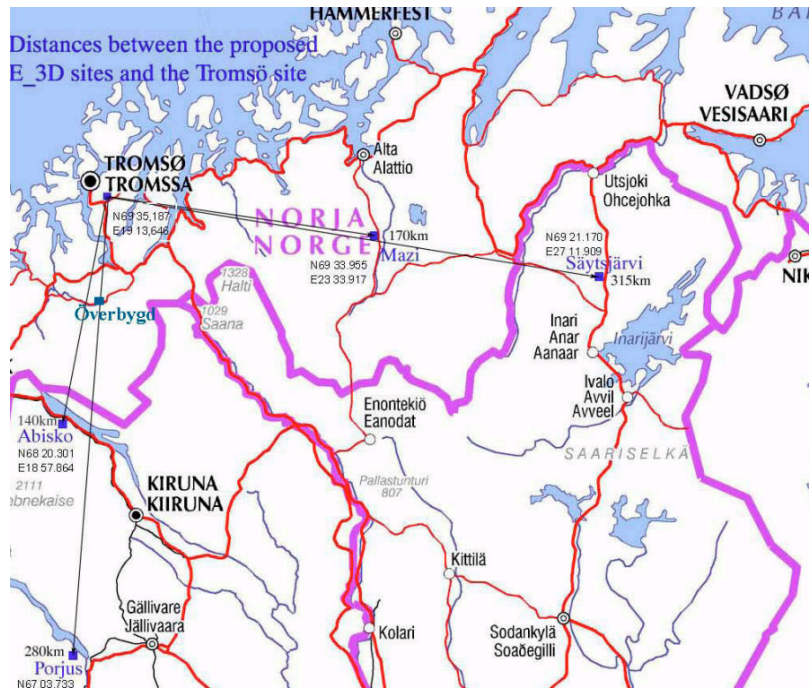 HAMMERFEST
Distances between the proposed
E_3D sites and the Tromsö site
VADSØ
VESISAARI
Alta
Alattio
TROMSØ
TROMSSA
Utsjoki
Ohcejohka
N69 35,187
E19 13,646
NORJA
NORGE
170km
Mazi
N69 33.955
E23 33.917
N69 21.170
E27 11.909
Säytsjärvi
315km
NIK
1328
Halti
Överbygd
1029
Saana
Inari
Anar
Aanaar
Inarijärvi
Ivalo
Avvil
Avveel
Enontekiö
Eanodat
140km
Abisko
N68 20.301
E18 57.864
SAARISELKÄ
2111
ebnekaise
KIRUNA
KIIRUNA
Pallastunturi
807
Kittilä
Gällivare
Jällivaara
Kolari
Sodankylä
Soađegilli
280km
Porjus
N67 03.733